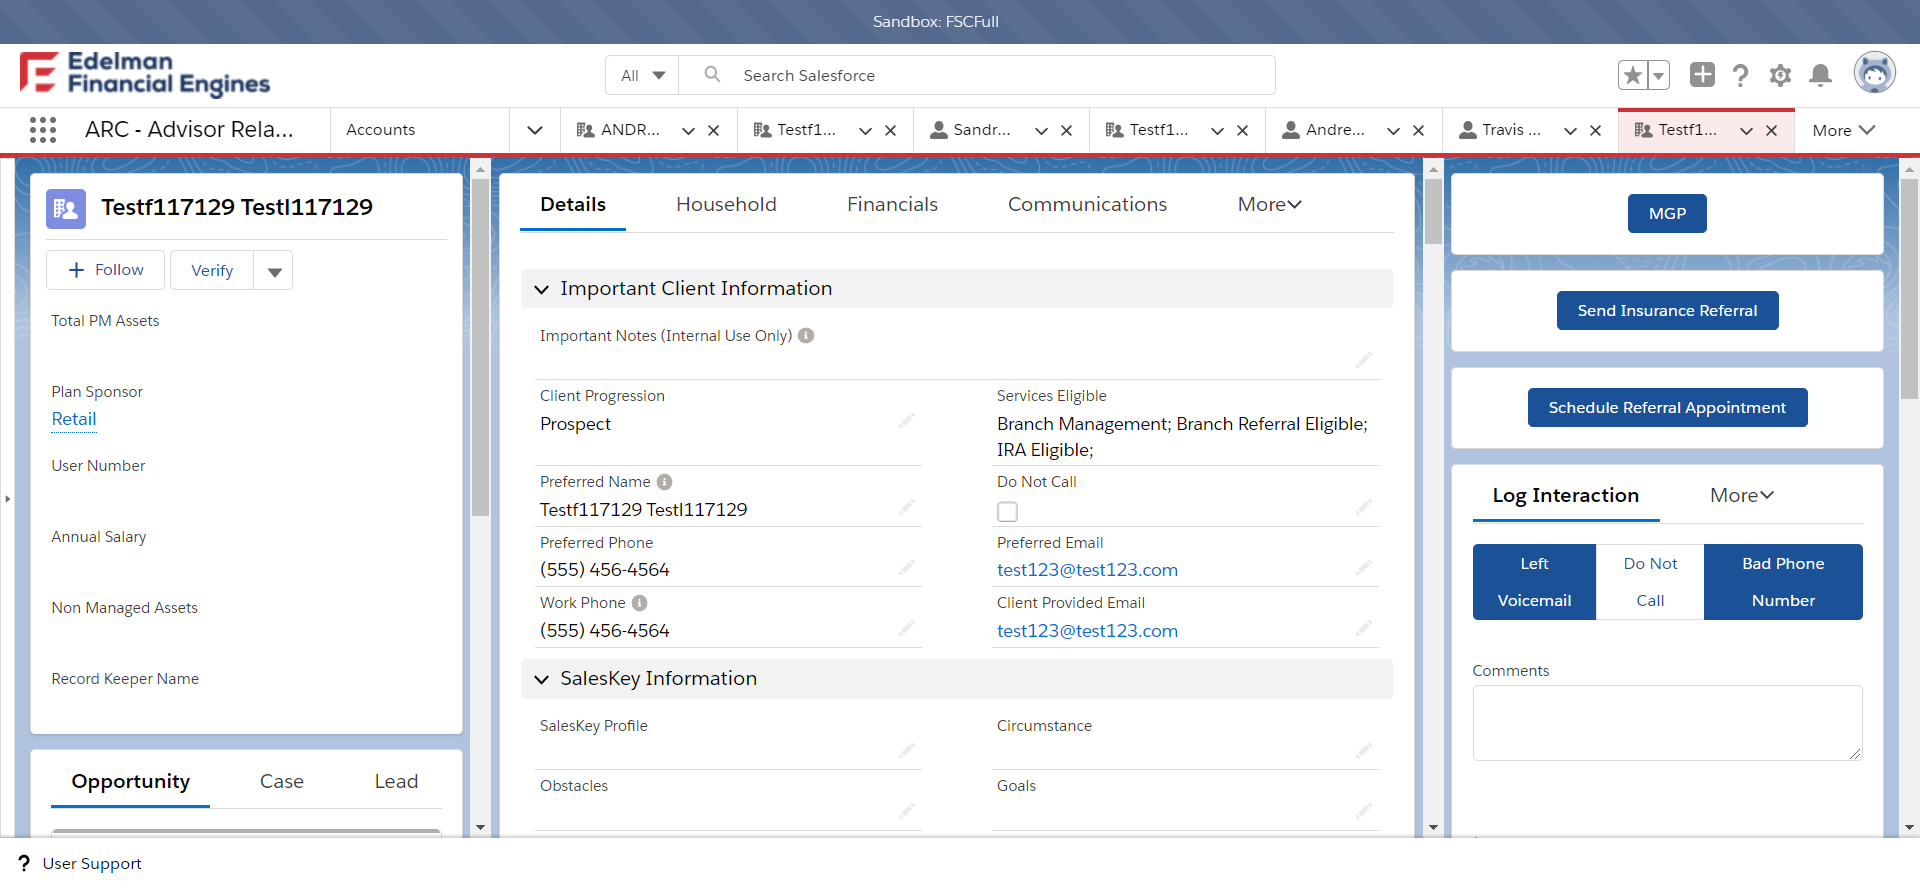 Sandbox: FSCFull
Edelman
Financial Engines
All
Search Salesforce
ARC - Advisor Rela...
Accounts
ANDR...
Testf1...
Sandr...
Testf1...
Andre...
Travis ...
Testf1...
More
Testf117129 Testl117129
Follow
Verify
Total PM Assets
Plan Sponsor
Retail
User Number
Annual Salary
Non Managed Assets
Record Keeper Name
Opportunity
Case
Lead
Details
Household
Financials
Communications
More
Important Client Information
Important Notes (Internal Use Only)
Client Progression
Prospect
Services Eligible
Branch Management; Branch Referral Eligible;
IRA Eligible;
Preferred Name
Testf117129 Testl117129
Do Not Call
Preferred Phone
(555) 456-4564
Preferred Email
test123@test123.com
Work Phone
(555) 456-4564
Client Provided Email
test123@test123.com
SalesKey Information
SalesKey Profile
Circumstance
Obstacles
Goals
MGP
Send Insurance Referral
Schedule Referral Appointment
Log Interaction
More
Left
Voicemail
Do Not
Call
Bad Phone
Number
Comments
? User Support